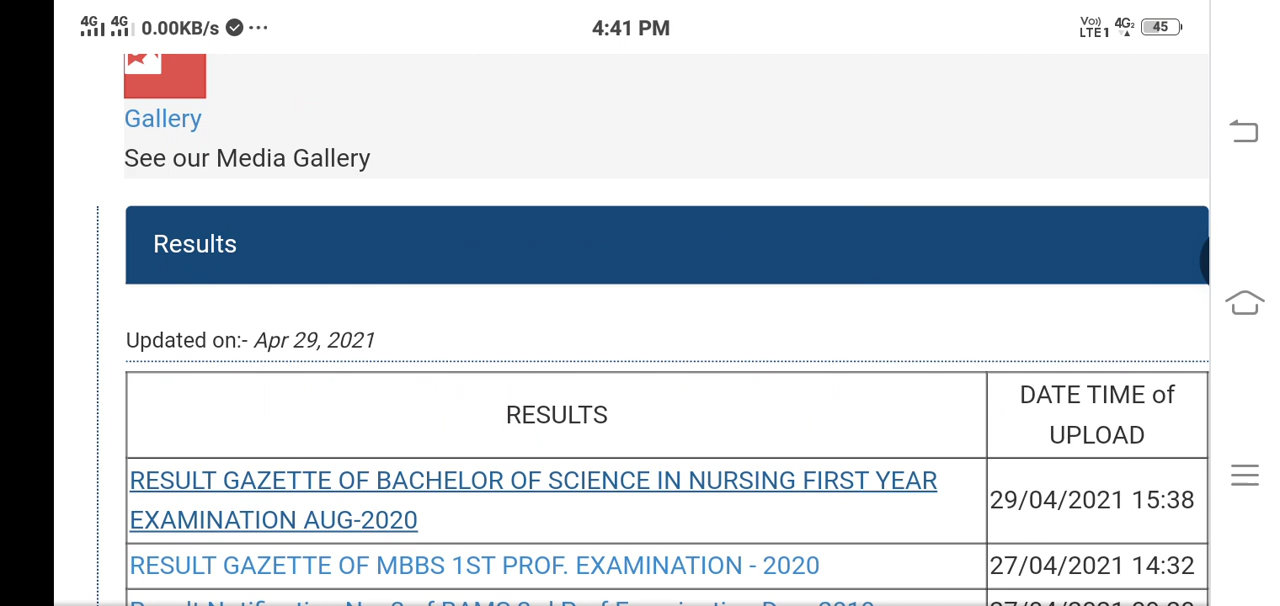 4G 4G 0.00KB/s ... 4:41 PM Vo) LTE1 4G2 45
Gallery
See our Media Gallery
Results
Updated on:- Apr 29, 2021
RESULTS
DATE TIME of
UPLOAD
RESULT GAZETTE OF BACHELOR OF SCIENCE IN NURSING FIRST YEAR
EXAMINATION AUG-2020
29/04/2021 15:38
RESULT GAZETTE OF MBBS 1ST PROF. EXAMINATION - 2020
27/04/2021 14:32